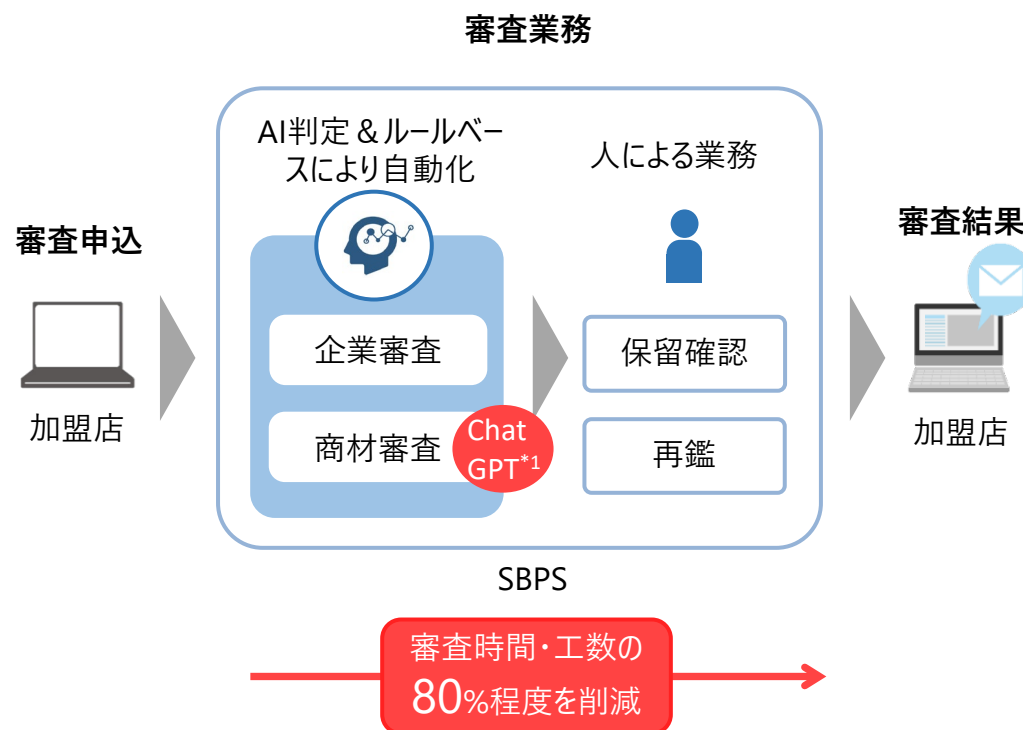 審査業務
審査申込
加盟店
AI判定＆ルールベー
スにより自動化
企業審査
商材審査
Chat
GPT*1
人による業務
保留確認
再鑑
審査結果
加盟店
SBPS
審査時間・工数の
80%程度を削減